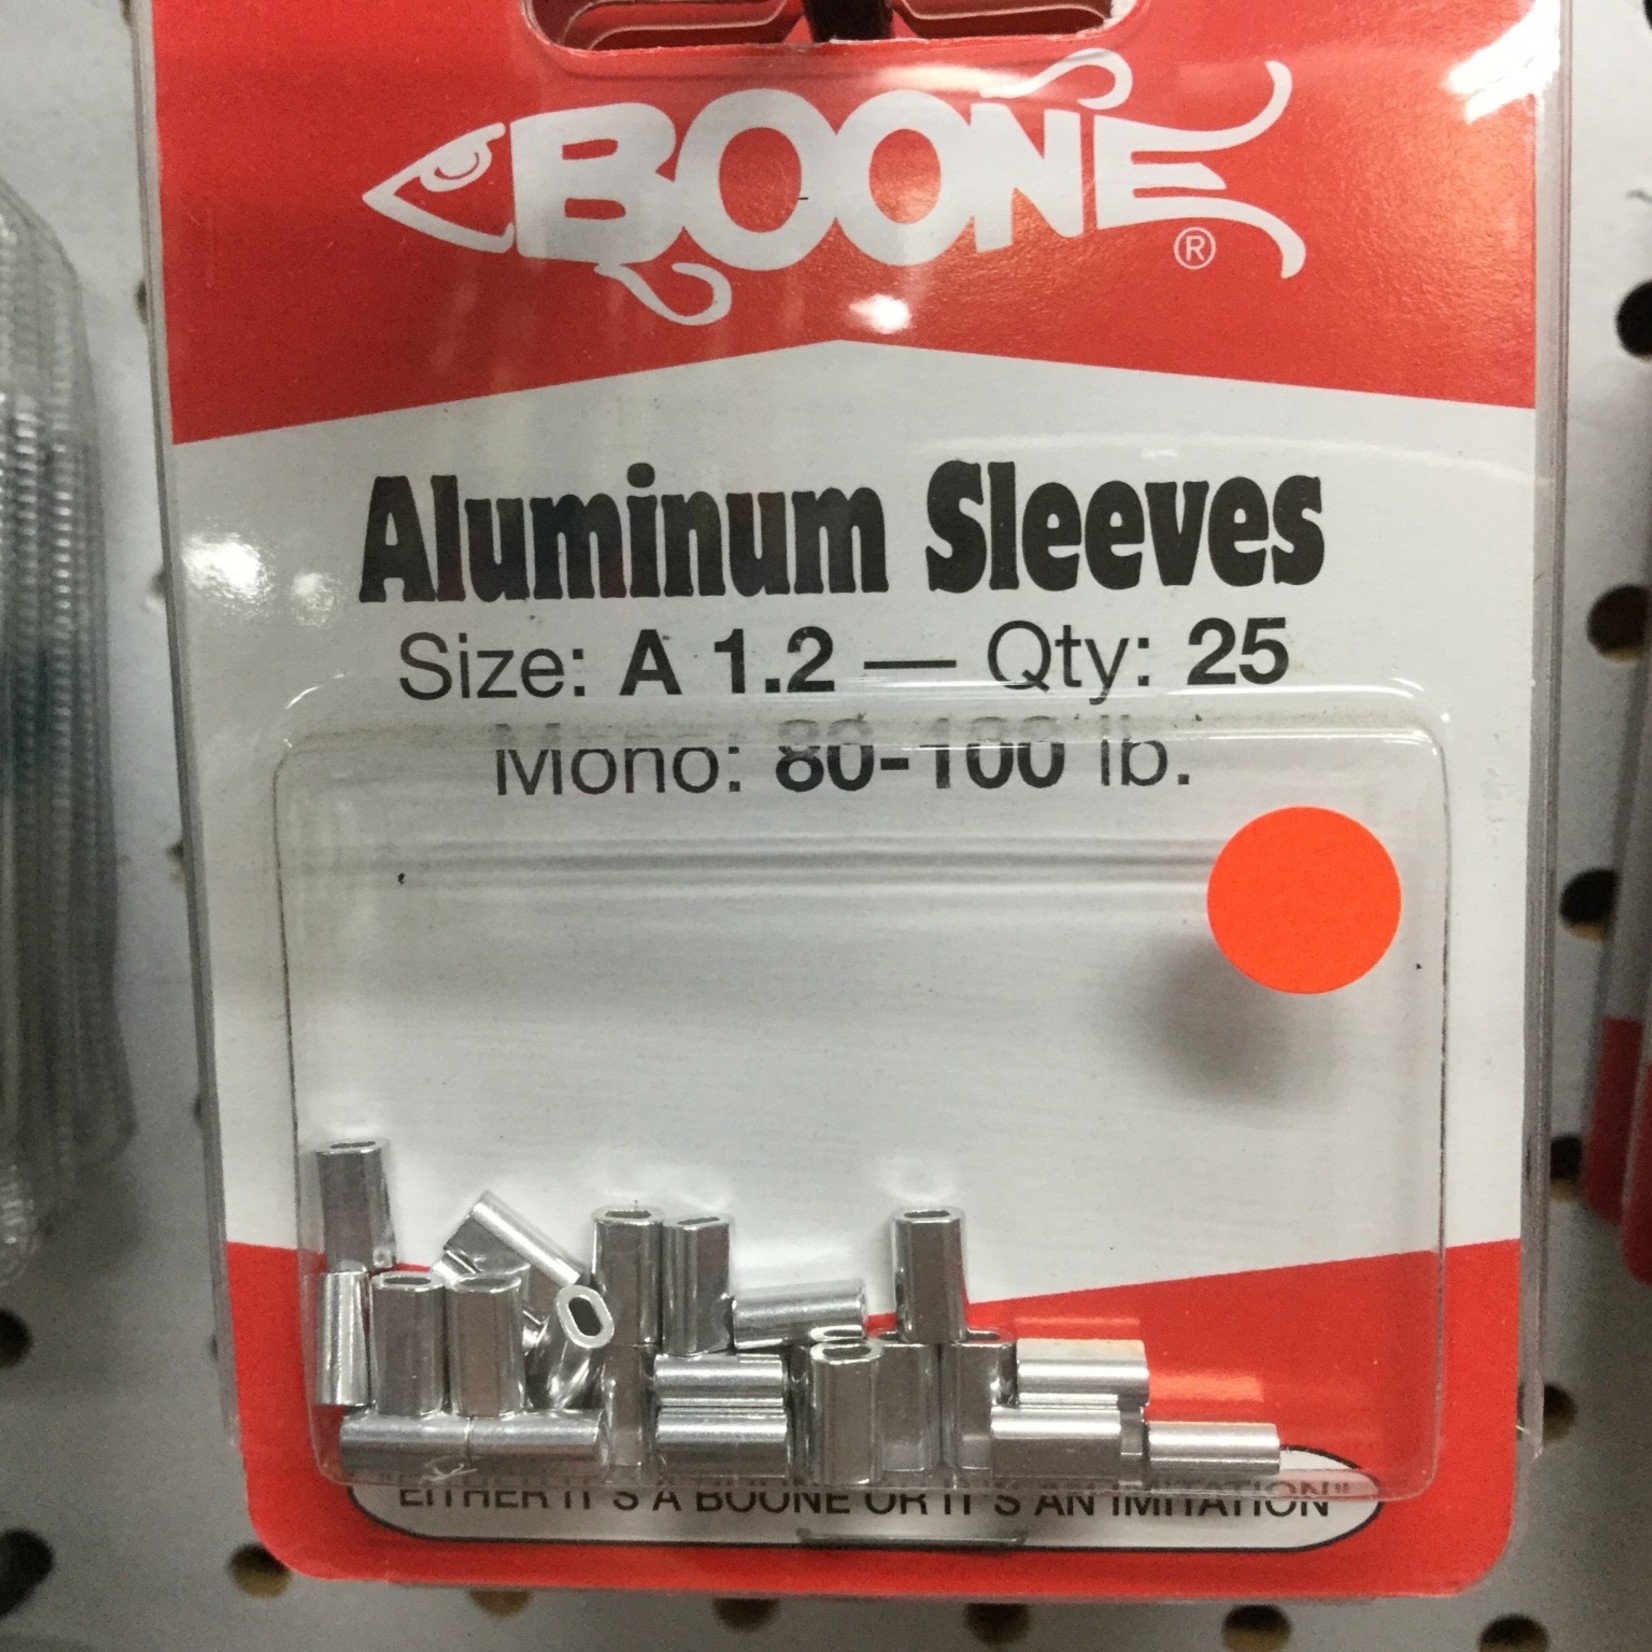 BOONE®
Aluminum Sleeves
Size: A 1.2 — Qty: 25
Mono: 80-100 lb.
"EITHER IT'S A BOONE OR IT'S AN IMITATION"